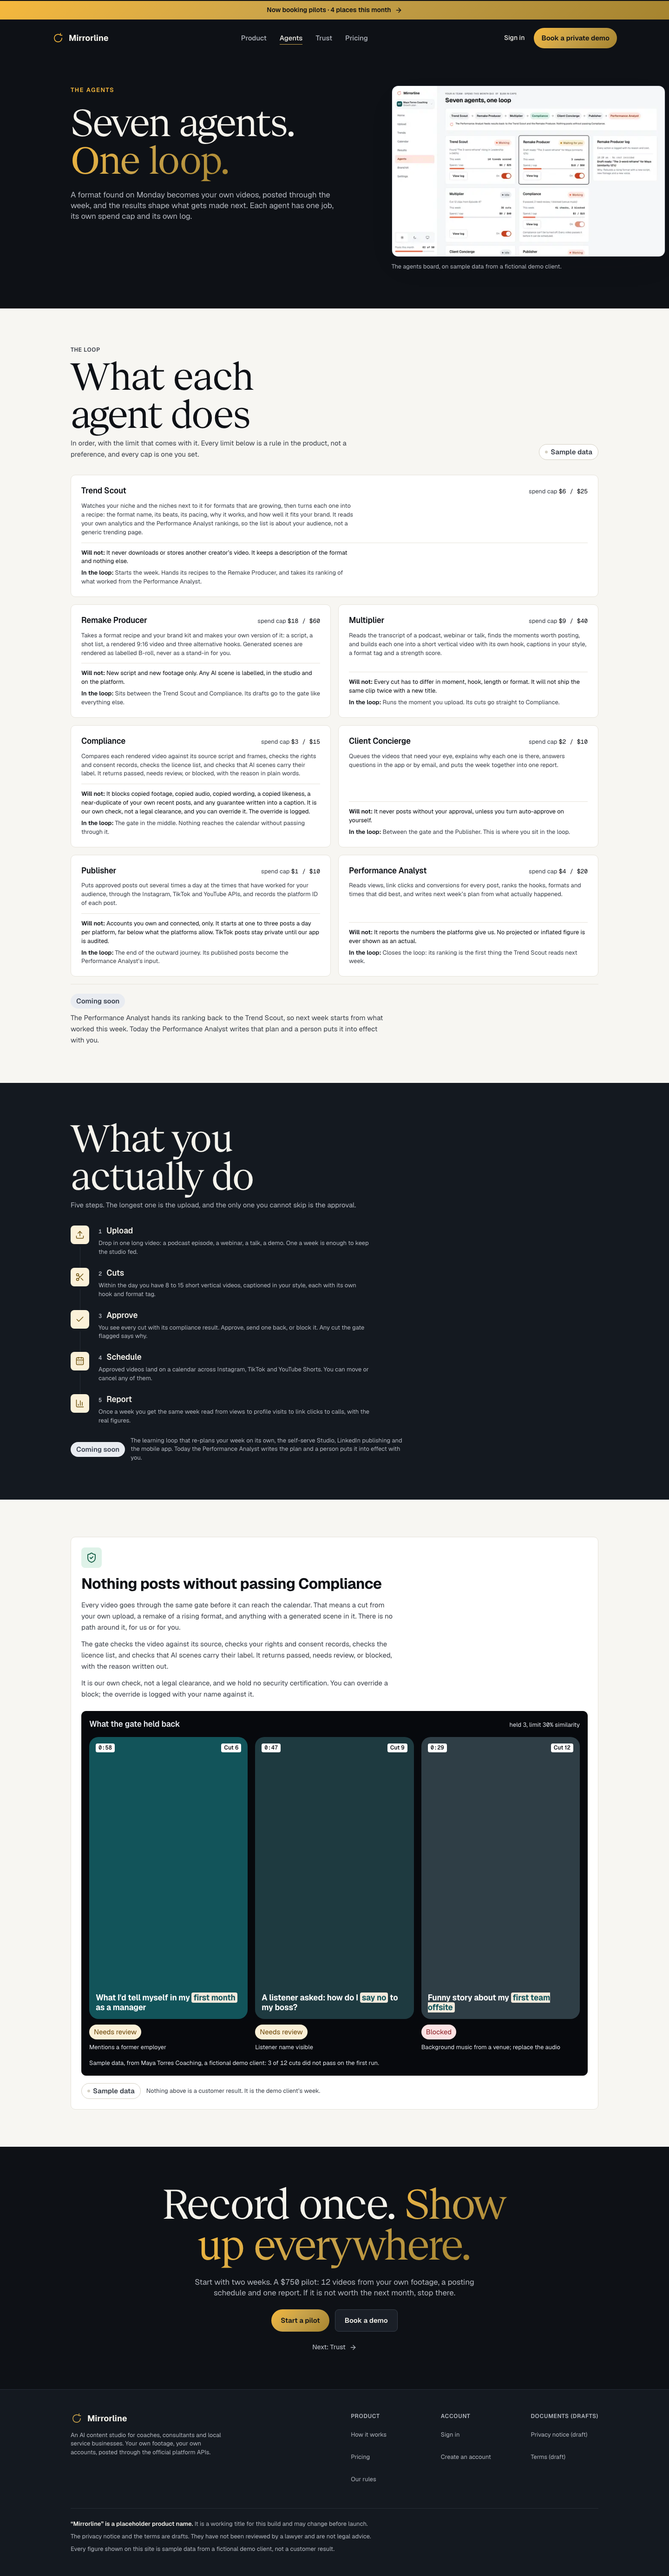 Now booking pilots · 4 places this month →
Mirrorline
Product
Agents
Trust
Pricing
Sign in
Book a private demo
THE AGENTS
Seven agents.
One loop.
A format found on Monday becomes your own videos, posted through the
week, and the results shape what gets made next. Each agent has one job,
its own spend cap and its own log.
Mirrorline
Seven agents, one loop
Trend Scout
Remake Producer
Multiplier
Compliance
Client Concierge
Publisher
Performance Analyst
Trend Scout
Remake Producer
Remake Producer log
View log
View log
Multiplier
Compliance
View log
View log
Client Concierge
Publisher
The agents board, on sample data from a fictional demo client.
THE LOOP
What each
agent does
In order, with the limit that comes with it. Every limit below is a rule in the product, not a
preference, and every cap is one you set.
Sample data
Trend Scout
spend cap $6 / $25
Watches your niche and the niches next to it for formats that are growing, then turns each one into
a recipe: the format name, its beats, its pacing, why it works, and how well it fits your brand. It reads
your own analytics and the Performance Analyst rankings, so the list is about your audience, not a
generic trending page.
Will not: It never downloads or stores another creator's video. It keeps a description of the format
and nothing else.
In the loop: Starts the week. Hands its recipes to the Remake Producer, and takes its ranking of
what worked from the Performance Analyst.
Remake Producer
spend cap $18 / $60
Takes a format recipe and your brand kit and makes your own version of it: a script, a
shot list, a rendered 9:16 video and three alternative hooks. Generated scenes are
rendered as labelled B-roll, never as a stand-in for you.
Will not: New script and new footage only. Any AI scene is labelled, in the studio and
on the platform.
In the loop: Sits between the Trend Scout and Compliance. Its drafts go to the gate like
everything else.
Multiplier
spend cap $9 / $40
Reads the transcript of a podcast, webinar or talk, finds the moments worth posting,
and cuts each one into a short vertical video with its own hook, captions in your style,
a format tag and a strength score.
Will not: Every cut has to differ in moment, hook, length or format. It will not ship the
same clip twice with a new title.
In the loop: Runs the moment you upload. Its cuts go straight to Compliance.
Compliance
spend cap $3 / $15
Compares each rendered video against its source script and frames, checks the rights
and consent records, checks the licence list, and checks that AI scenes carry their
label. It returns passed, needs review, or blocked, with the reason in plain words.
Will not: It blocks copied footage, copied audio, copied wording, a copied likeness, a
near-duplicate of your own recent posts, and any guarantee written into a caption. It is
our own check, not a legal clearance, and you can override it. The override is logged.
In the loop: The gate in the middle. Nothing reaches the calendar without passing
through it.
Client Concierge
spend cap $2 / $10
Queues the videos that need your eye, explains why each one is there, answers
questions in the app or by email, and puts the week together into one report.
Will not: It never posts without your approval, unless you turn auto-approve on
yourself.
In the loop: Between the gate and the Publisher. This is where you sit in the loop.
Publisher
spend cap $1 / $10
Puts approved posts out several times a day at the times that have worked for your
audience, through the Instagram, TikTok and YouTube APIs, and records the platform ID
of each post.
Will not: Accounts you own and connected, only. It starts at one to three posts a day
per platform, far below what the platforms allow. TikTok posts stay private until our app
is audited.
In the loop: The end of the outward journey. Its published posts become the
Performance Analyst's input.
Performance Analyst
spend cap $4 / $20
Reads views, link clicks and conversions for every post, ranks the hooks, formats and
times that did best, and writes next week's plan from what actually happened.
Will not: It reports the numbers the platforms give us. No projected or inflated figure is
ever shown as an actual.
In the loop: Closes the loop: its ranking is the first thing the Trend Scout reads next
week.
Coming soon
The Performance Analyst hands its ranking back to the Trend Scout, so next week starts from what
worked this week. Today the Performance Analyst writes that plan and a person puts it into effect
with you.
What you
actually do
Five steps. The longest one is the upload, and the only one you cannot skip is the approval.
1 Upload
Drop in one long video: a podcast episode, a webinar, a talk, a demo. One a week is enough to keep
the studio fed.
2 Cuts
Within the day you have 8 to 15 short vertical videos, captioned in your style, each with its own
hook and format tag.
3 Approve
You see every cut with its compliance result. Approve, send one back, or block it. Any cut the gate
flagged says why.
4 Schedule
Approved videos land on a calendar across Instagram, TikTok and YouTube Shorts. You can move or
cancel any of them.
5 Report
Once a week you get the same week read from views to profile visits to link clicks to calls, with the
real figures.
Coming soon
The learning loop that re-plans your week on its own, the self-serve Studio, LinkedIn publishing and
the mobile app. Today the Performance Analyst writes the plan and a person puts it into effect with
you.
Nothing posts without passing Compliance
Every video goes through the same gate before it can reach the calendar. That means a cut from
your own upload, a remake of a rising format, and anything with a generated scene in it. There is no
path around it, for us or for you.
The gate checks the video against its source, checks your rights and consent records, checks the
licence list, and checks that AI scenes carry their label. It returns passed, needs review, or blocked,
with the reason written out.
It is our own check, not a legal clearance, and we hold no security certification. You can override a
block; the override is logged with your name against it.
What the gate held back
held 3, limit 30% similarity
0:58
Cut 6
What I'd tell myself in my first month
as a manager
Needs review
Mentions a former employer
0:47
Cut 9
A listener asked: how do I say no to
my boss?
Needs review
Listener name visible
0:29
Cut 12
Funny story about my first team
offsite
Blocked
Background music from a venue; replace the audio
Sample data, from Maya Torres Coaching, a fictional demo client: 3 of 12 cuts did not pass on the first run.
Sample data
Nothing above is a customer result. It is the demo client's week.
Record once. Show
up everywhere.
Start with two weeks. A $750 pilot: 12 videos from your own footage, a posting
schedule and one report. If it is not worth the next month, stop there.
Start a pilot
Book a demo
Next: Trust →
Mirrorline
An AI content studio for coaches, consultants and local
service businesses. Your own footage, your own
accounts, posted through the official platform APIs.
PRODUCT
How it works
Pricing
Our rules
ACCOUNT
Sign in
Create an account
DOCUMENTS (DRAFTS)
Privacy notice (draft)
Terms (draft)
"Mirrorline" is a placeholder product name. It is a working title for this build and may change before launch.
The privacy notice and the terms are drafts. They have not been reviewed by a lawyer and are not legal advice.
Every figure shown on this site is sample data from a fictional demo client, not a customer result.